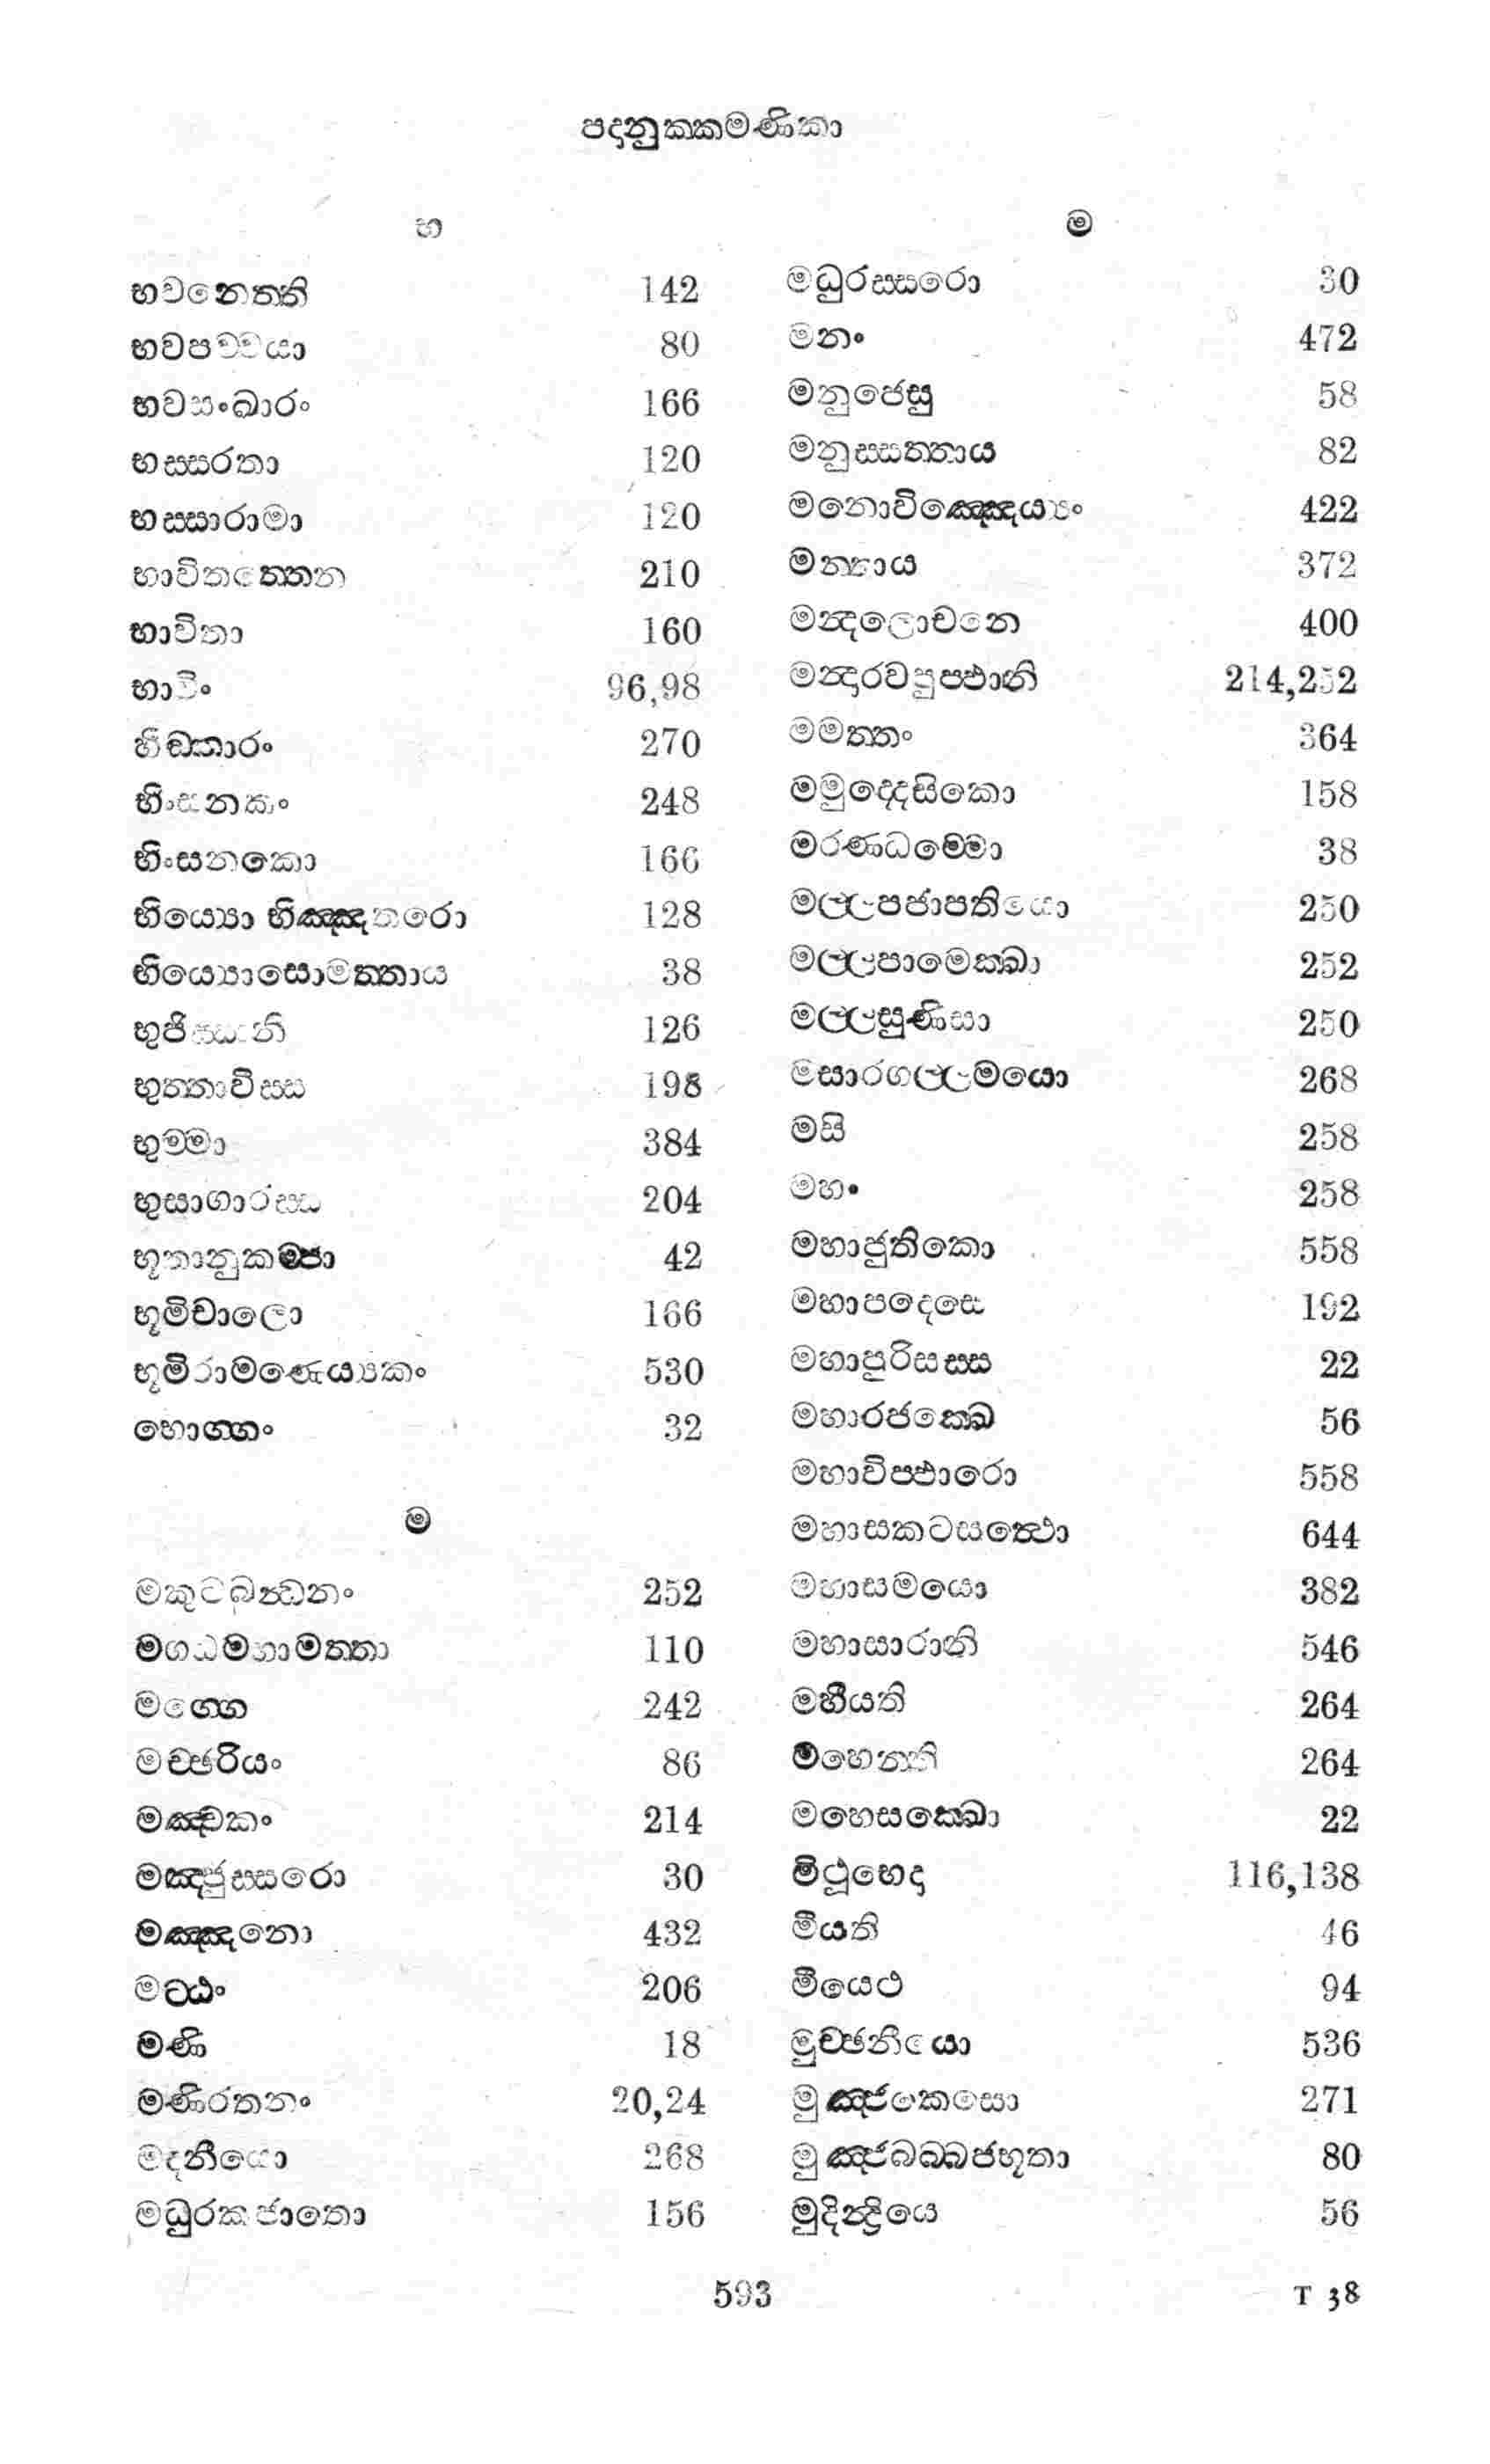 පදානුක‍්කමණිකා
භ
භවනෙත‍්ති 142
භවපච‍්චයා 80
භවසංඛාරං 166
භස‍්සරතා 120
භස‍්සාරාමා 120
භාවිතත‍්තෙන 210
භාවිතා 160
භාවිං 96,98
භිඞ‍්කාරං 270
භිංසනකං 248
භිංසනකො 166
භිය්‍යො භිඤ‍්ඤතරො 128
භිය්‍යොසොමත‍්තාය 38
භුජිස‍්සානි 126
භුත‍්තාවිස‍්ස 198
භුම‍්මා 384
භුසාගාරස‍්ස 204
භූතානුකම‍්පා 42
භූමිචාලො 166
භූමිරාමණෙය්‍යකං 530
භොග‍්ගං 32
ම
මකුටබන්‍ධනං 252
මගධමහාමත‍්තා 110
මග‍්ගෙ 242
මච‍්ඡරියං 86
මඤ‍්චකං 214
මඤ‍්ජුස‍්සරො 30
මඤ‍්ඤනො 432
මට‍්ඨං 206
මණි 18
මණිරතනං 20,24
මදනීයො 268
මධුරකජාතො 156
ම
මධුරස‍්සරො 30
මනං 472
මනුජෙසු 58
මනුස‍්සත‍්තාය 82
මනොවිඤ‍්ඤෙය්‍යං 422
මන්‍ත්‍රාය 372
මන්‍දලොචනෙ 400
මන්‍දාරවපුප‍්ඵානි 214,252
මමත‍්තං 364
මමුද‍්දෙසිකො 158
මරණධම‍්මො 38
මල‍්ලපජාපතියො 250
මල‍්ලපාමොක‍්ඛා 252
මල‍්ලසුණිසා 250
මසාරගල‍්ලමයො 268
මසි 258
මහං 258
මහාජුතිකො 558
මහාපදෙසෙ 192
මහාපුරිසස‍්ස 22
මහාරජක‍්ඛෙ 56
මහාවිප‍්ඵාරො 558
මහාසකටසත්‍ථො 644
මහාසමයො 382
මහාසාරානි 546
මහීයති 264
මහෙන‍්ති 264
මහෙසක‍්ඛො 22
මිථූභෙදා 116,138
මීයති 46
මීයෙථ 94
මුච‍්ඡනීයො 536
මුඤ‍්ජකෙසො 271
මුඤ‍්ජබබ‍්බජභූතා 80
මුදින්‍ද්‍රියෙ 56
593 T 38